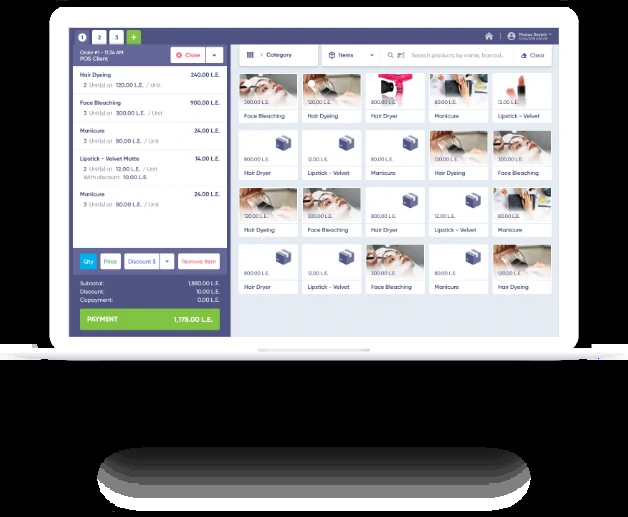 1 2 3 +
Order #1 - 11:34 AM
POS Client
Close
Hair Dyeing 240.00 L.E.
2 Unit(s) at 120.00 L.E. / Unit
Face Bleaching 900.00 L.E.
3 Unit(s) at 300.00 L.E. / Unit
Manicure 24.00 L.E.
3 Unit(s) at 80.00 L.E. / Unit
Lipstick - Velvet Matte 14.00 L.E.
2 Unit(s) at 12.00 L.E. / Unit
With discount 10.00 L.E.
Manicure 24.00 L.E.
3 Unit(s) at 80.00 L.E. / Unit
Qty Price Discount $ Remove Item
Subtotal: 1,880.00 L.E.
Discount: 10.00 L.E.
Copayment: 0.00 L.E.
PAYMENT 1,178.00 L.E.
Category Items Search products by name, barcod.. Clear
300.00 L.E. 120.00 L.E. 800.00 L.E. 80.00 L.E. 12.00 L.E.
Face Bleaching Hair Dyeing Hair Dryer Manicure Lipstick - Velvet
800.00 L.E. 12.00 L.E. 80.00 L.E. 120.00 L.E. 300.00 L.E.
Hair Dryer Lipstick - Velvet Manicure Hair Dyeing Face Bleaching
120.00 L.E. 300.00 L.E. 800.00 L.E. 12.00 L.E. 80.00 L.E.
Hair Dyeing Face Bleaching Hair Dryer Lipstick - Velvet Manicure
800.00 L.E. 12.00 L.E. 300.00 L.E. 80.00 L.E. 120.00 L.E.
Hair Dryer Lipstick - Velvet Face Bleaching Manicure Hair Dyeing